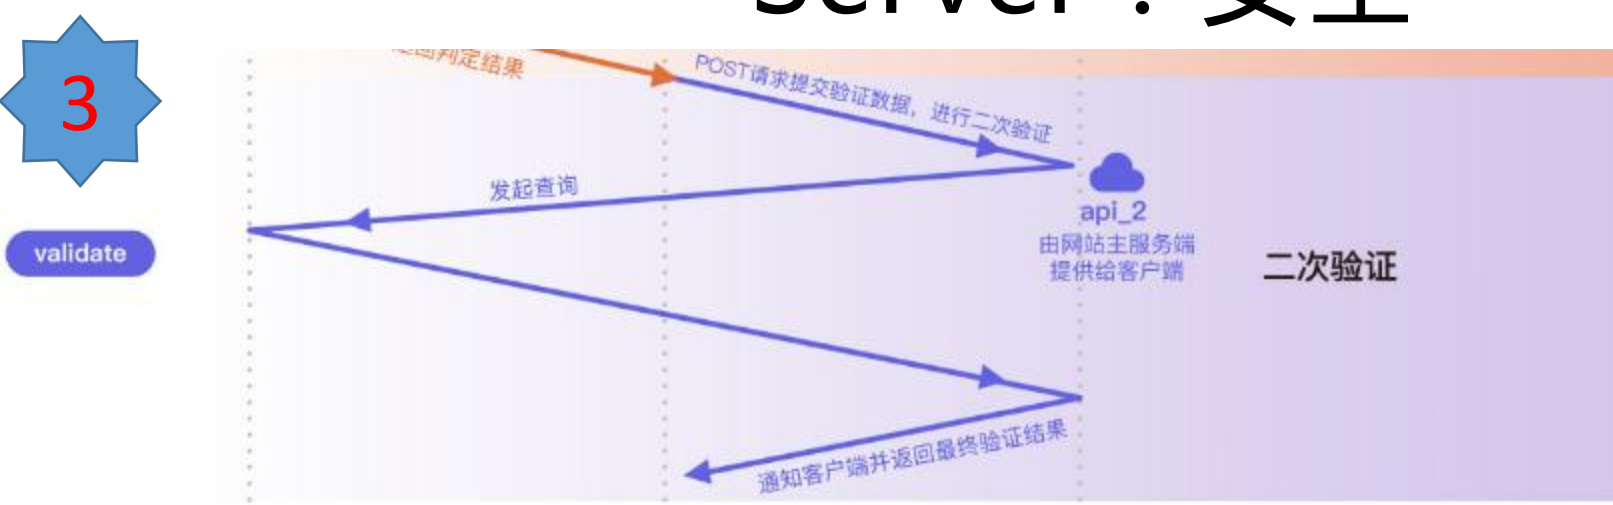 Server：安全
3
判定结果
POST请求提交验证数据，进行二次验证
发起查询
api_2
由网站主服务端
提供给客户端
validate
二次验证
通知客户端并返回最终验证结果